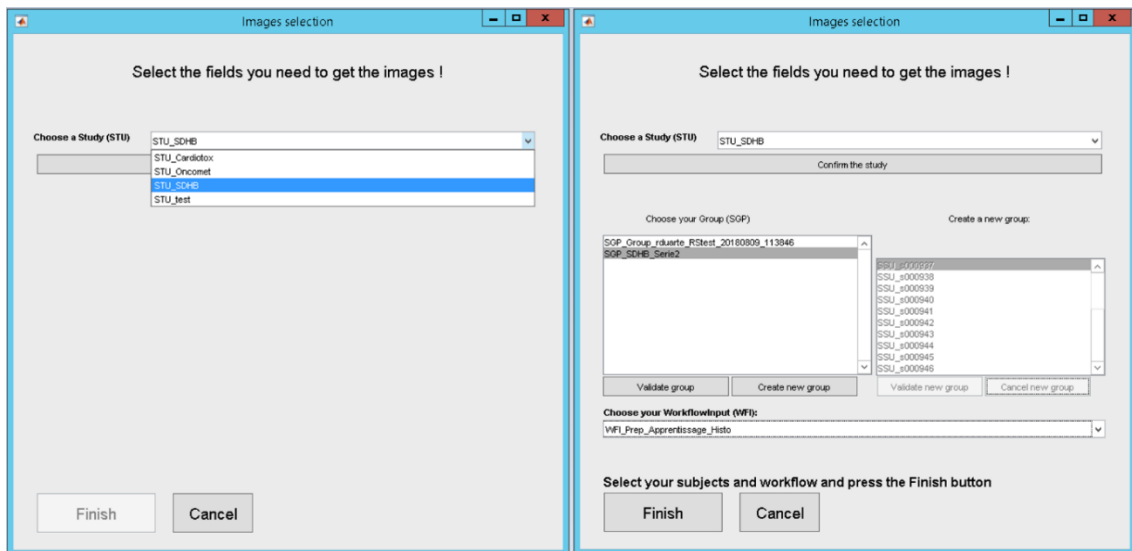 Images selection
Select the fields you need to get the images !
Choose a Study (STU)
STU_SDHB
STU_Cardiotox
STU_Oncomet
STU_SDHB
STU_test
Finish
Cancel
Images selection
Select the fields you need to get the images !
Choose a Study (STU)
STU_SDHB
Confirm the study
Choose your Group (SGP)
Create a new group:
SGP_Group_rduarte_RStest_20180809_113846
SGP_SDHB_Serie2
SSU_s000937
SSU_s000938
SSU_s000939
SSU_s000940
SSU_s000941
SSU_s000942
SSU_s000943
SSU_s000944
SSU_s000945
SSU_s000946
Validate group
Create new group
Validate new group
Cancel new group
Choose your WorkflowInput (WFI):
WFI_Prep_Apprentissage_Histo
Select your subjects and workflow and press the Finish button
Finish
Cancel